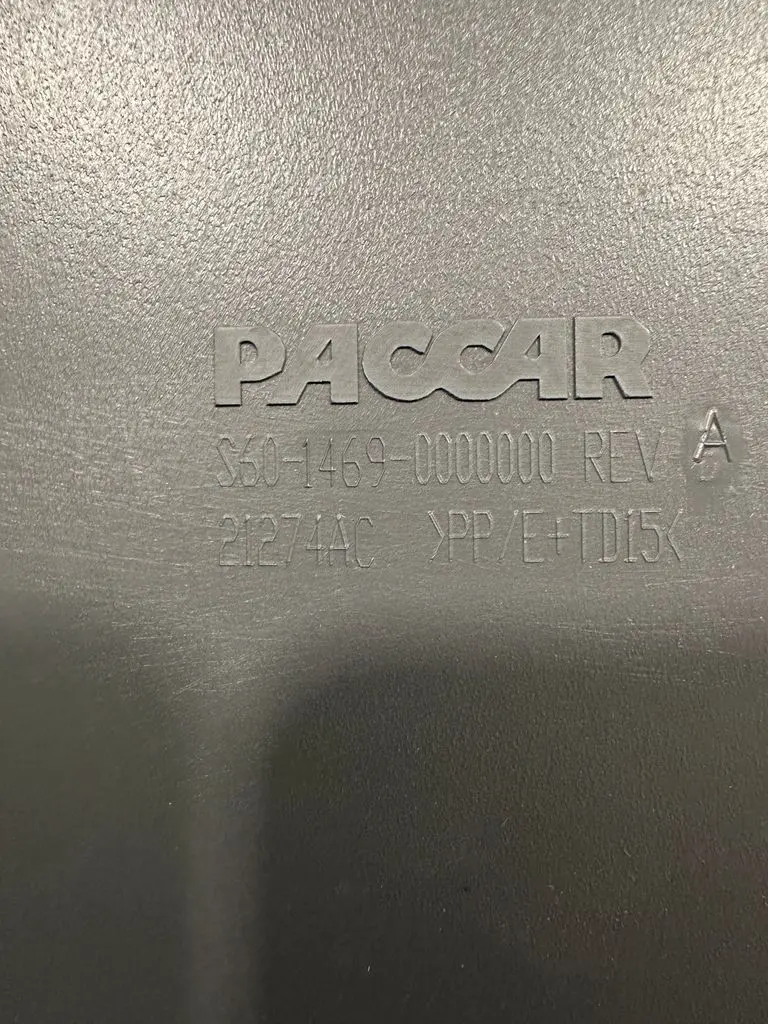 PACCAR
S60-1469-0000000 REV A
21274AC >PP/E+TD15<